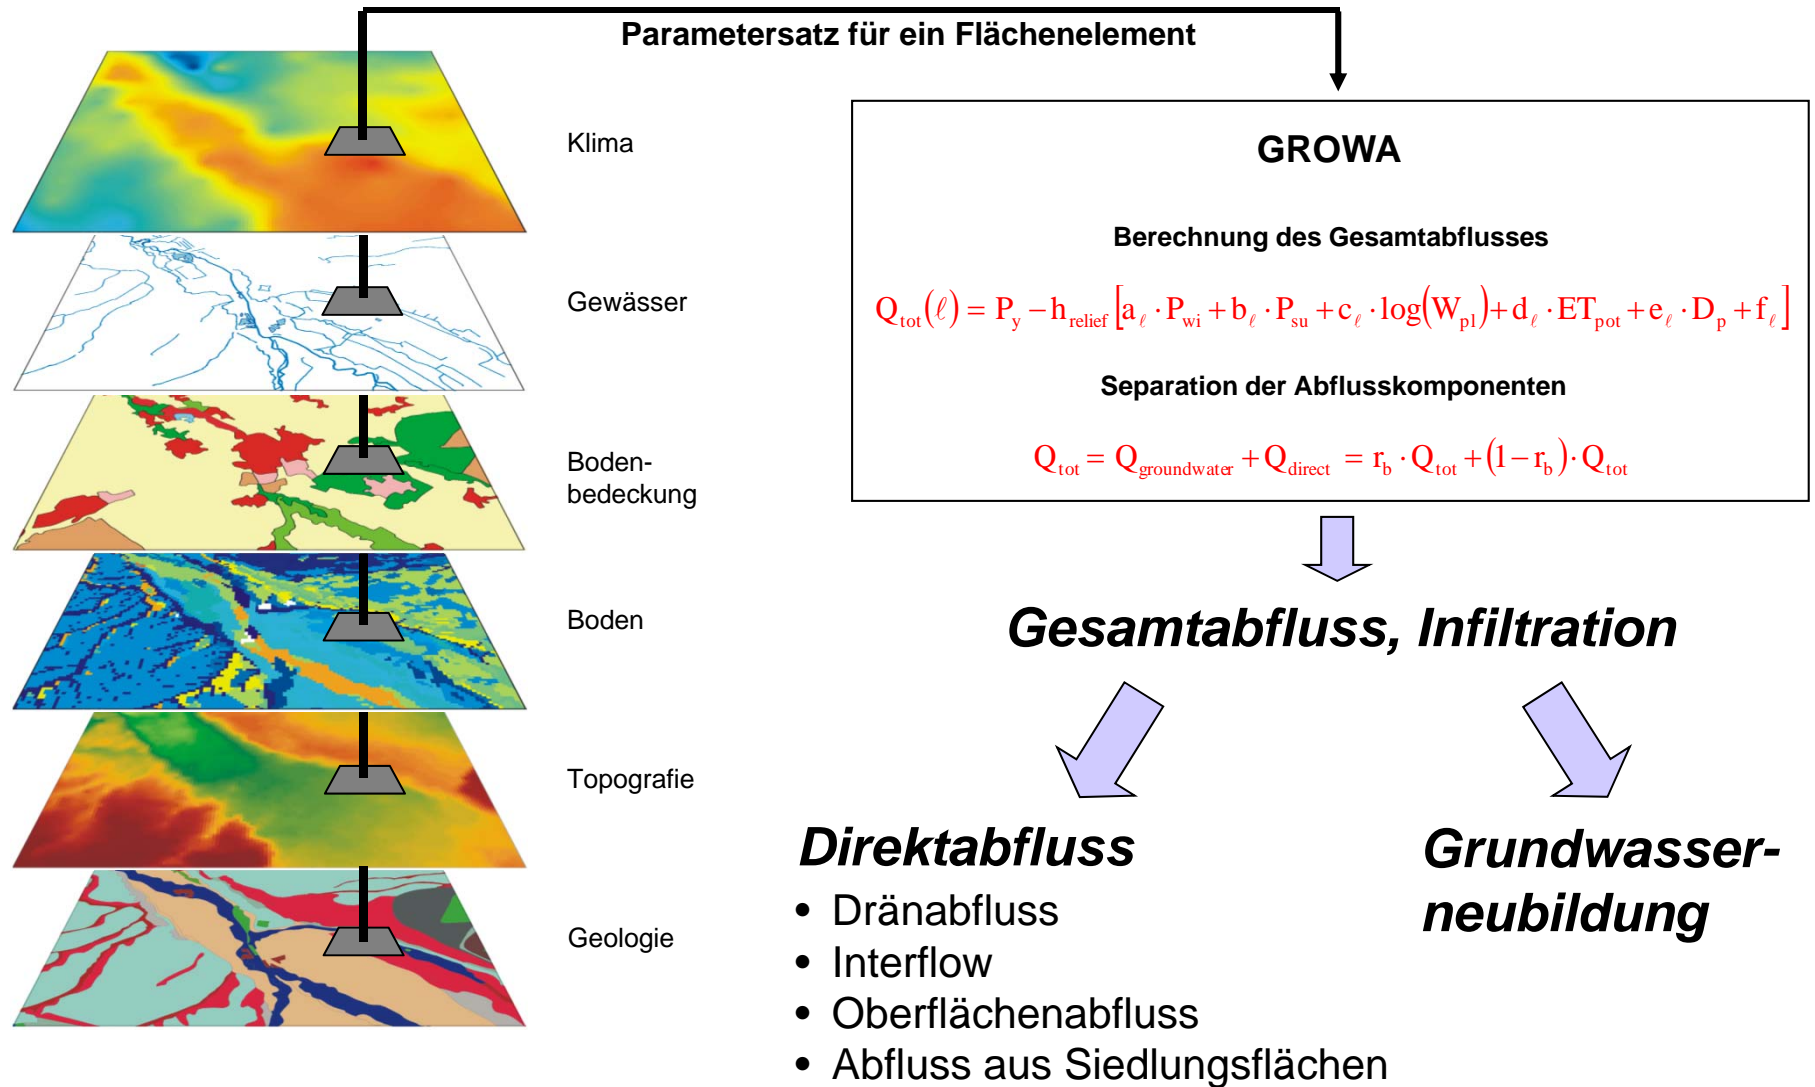 Parametersatz für ein Flächenelement
Klima
Gewässer
Boden-
bedeckung
Boden
Topografie
Geologie
GROWA
Berechnung des Gesamtabflusses
Q_tot(ℓ) = P_y − h_relief [a_ℓ · P_wi + b_ℓ · P_su + c_ℓ · log(W_pl) + d_ℓ · ET_pot + e_ℓ · D_p + f_ℓ]
Separation der Abflusskomponenten
Q_tot = Q_groundwater + Q_direct = r_b · Q_tot + (1 − r_b) · Q_tot
Gesamtabfluss, Infiltration
Direktabfluss
• Dränabfluss
• Interflow
• Oberflächenabfluss
• Abfluss aus Siedlungsflächen
Grundwasser-
neubildung